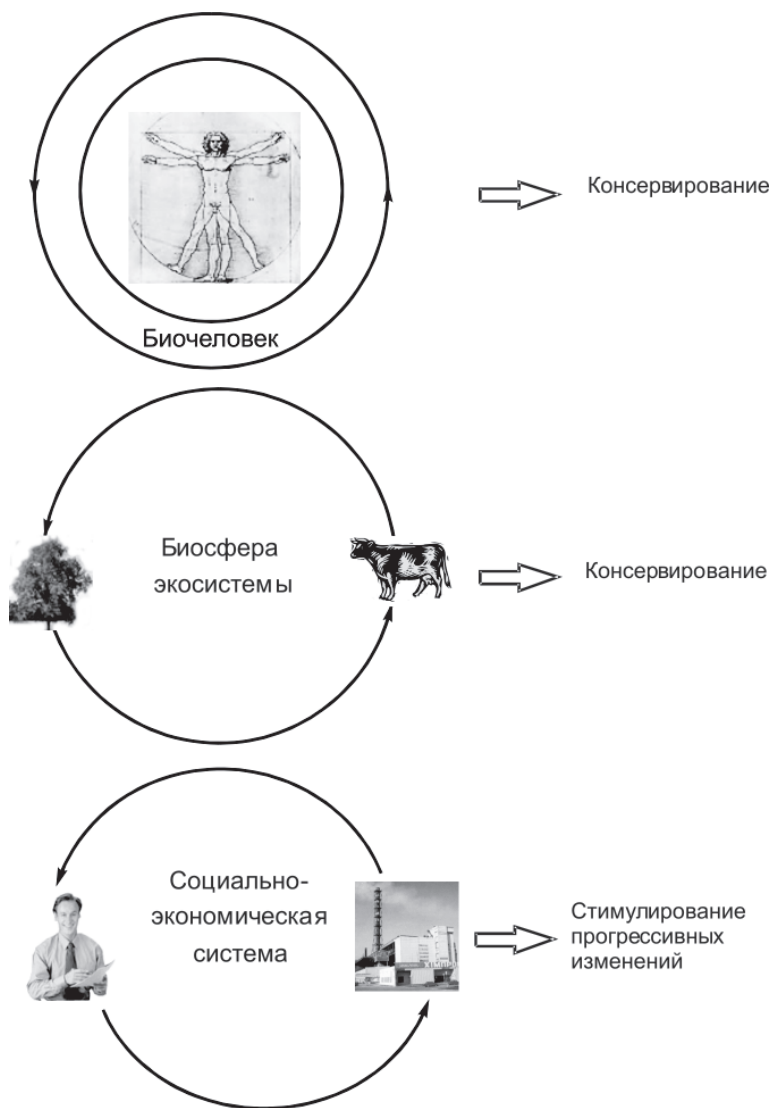 Консервирование
Биочеловек
Биосфера
экосистемы
Консервирование
Социально-
экономическая
система
Стимулирование
прогрессивных
изменений